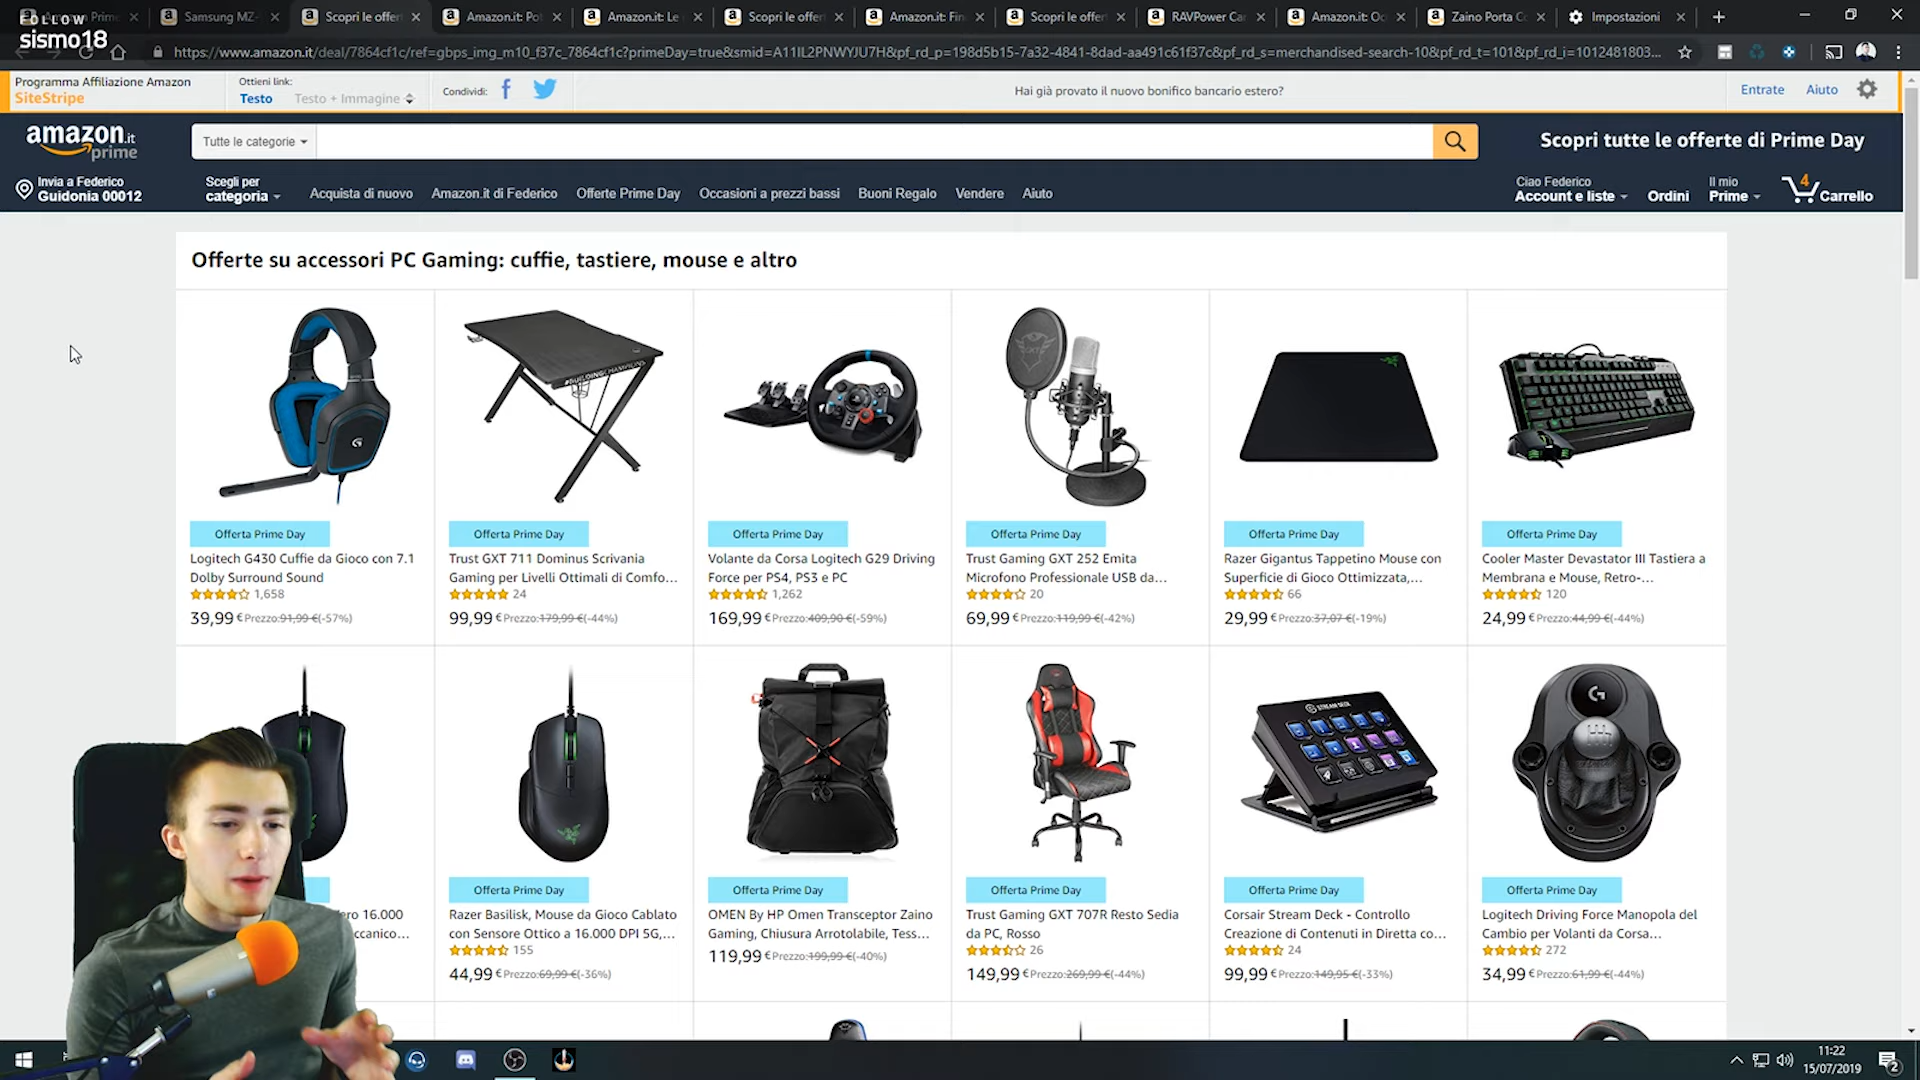 FOLLOW
sismo18
Samsung MZ-
Scopri le offer
Amazon.it: Po
Amazon.it: Le
Scopri le offer
Amazon.it: Fin
Scopri le offer
RAVPower Ca
Amazon.it: Oc
Zaino Porta C
Impostazioni
https://www.amazon.it/deal/7864cf1c/ref=gbps_img_m10_f37c_7864cf1c?primeDay=true&smid=A11IL2PNWYJU7H&pf_rd_p=198d5b15-7a32-4841-8dad-aa491c61f37c&pf_rd_s=merchandised-search-10&pf_rd_t=101&pf_rd_i=1012481803...
Programma Affiliazione Amazon
SiteStripe
Ottieni link:
Testo
Testo + Immagine
Condividi:
Hai già provato il nuovo bonifico bancario estero?
Entrate
Aiuto
amazon.it
prime
Tutte le categorie
Scopri tutte le offerte di Prime Day
Invia a Federico
Guidonia 00012
Scegli per
categoria
Acquista di nuovo
Amazon.it di Federico
Offerte Prime Day
Occasioni a prezzi bassi
Buoni Regalo
Vendere
Aiuto
Ciao Federico
Account e liste
Ordini
Il mio
Prime
4
Carrello
Offerte su accessori PC Gaming: cuffie, tastiere, mouse e altro
Offerta Prime Day
Logitech G430 Cuffie da Gioco con 7.1
Dolby Surround Sound
1,658
39,99 € Prezzo: 91,99 € (-57%)
Offerta Prime Day
Trust GXT 711 Dominus Scrivania
Gaming per Livelli Ottimali di Comfo...
24
99,99 € Prezzo: 179,99 € (-44%)
Offerta Prime Day
Volante da Corsa Logitech G29 Driving
Force per PS4, PS3 e PC
1,262
169,99 € Prezzo: 409,90 € (-59%)
Offerta Prime Day
Trust Gaming GXT 252 Emita
Microfono Professionale USB da...
20
69,99 € Prezzo: 119,99 € (-42%)
Offerta Prime Day
Razer Gigantus Tappetino Mouse con
Superficie di Gioco Ottimizzata,...
66
29,99 € Prezzo: 37,07 € (-19%)
Offerta Prime Day
Cooler Master Devastator III Tastiera a
Membrana e Mouse, Retro-...
120
24,99 € Prezzo: 44,99 € (-44%)
16.000
Offerta Prime Day
Razer Basilisk, Mouse da Gioco Cablato
con Sensore Ottico a 16.000 DPI 5G,...
155
44,99 € Prezzo: 69,99 € (-36%)
Offerta Prime Day
OMEN By HP Omen Transceptor Zaino
Gaming, Chiusura Arrotolabile, Tess...
119,99 € Prezzo: 199,99 € (-40%)
Offerta Prime Day
Trust Gaming GXT 707R Resto Sedia
da PC, Rosso
26
149,99 € Prezzo: 269,99 € (-44%)
STREAM DECK
Offerta Prime Day
Corsair Stream Deck - Controllo
Creazione di Contenuti in Diretta co...
24
99,99 € Prezzo: 149,95 € (-33%)
Offerta Prime Day
Logitech Driving Force Manopola del
Cambio per Volanti da Corsa...
272
34,99 € Prezzo: 61,99 € (-44%)
11:22
15/07/2019
2